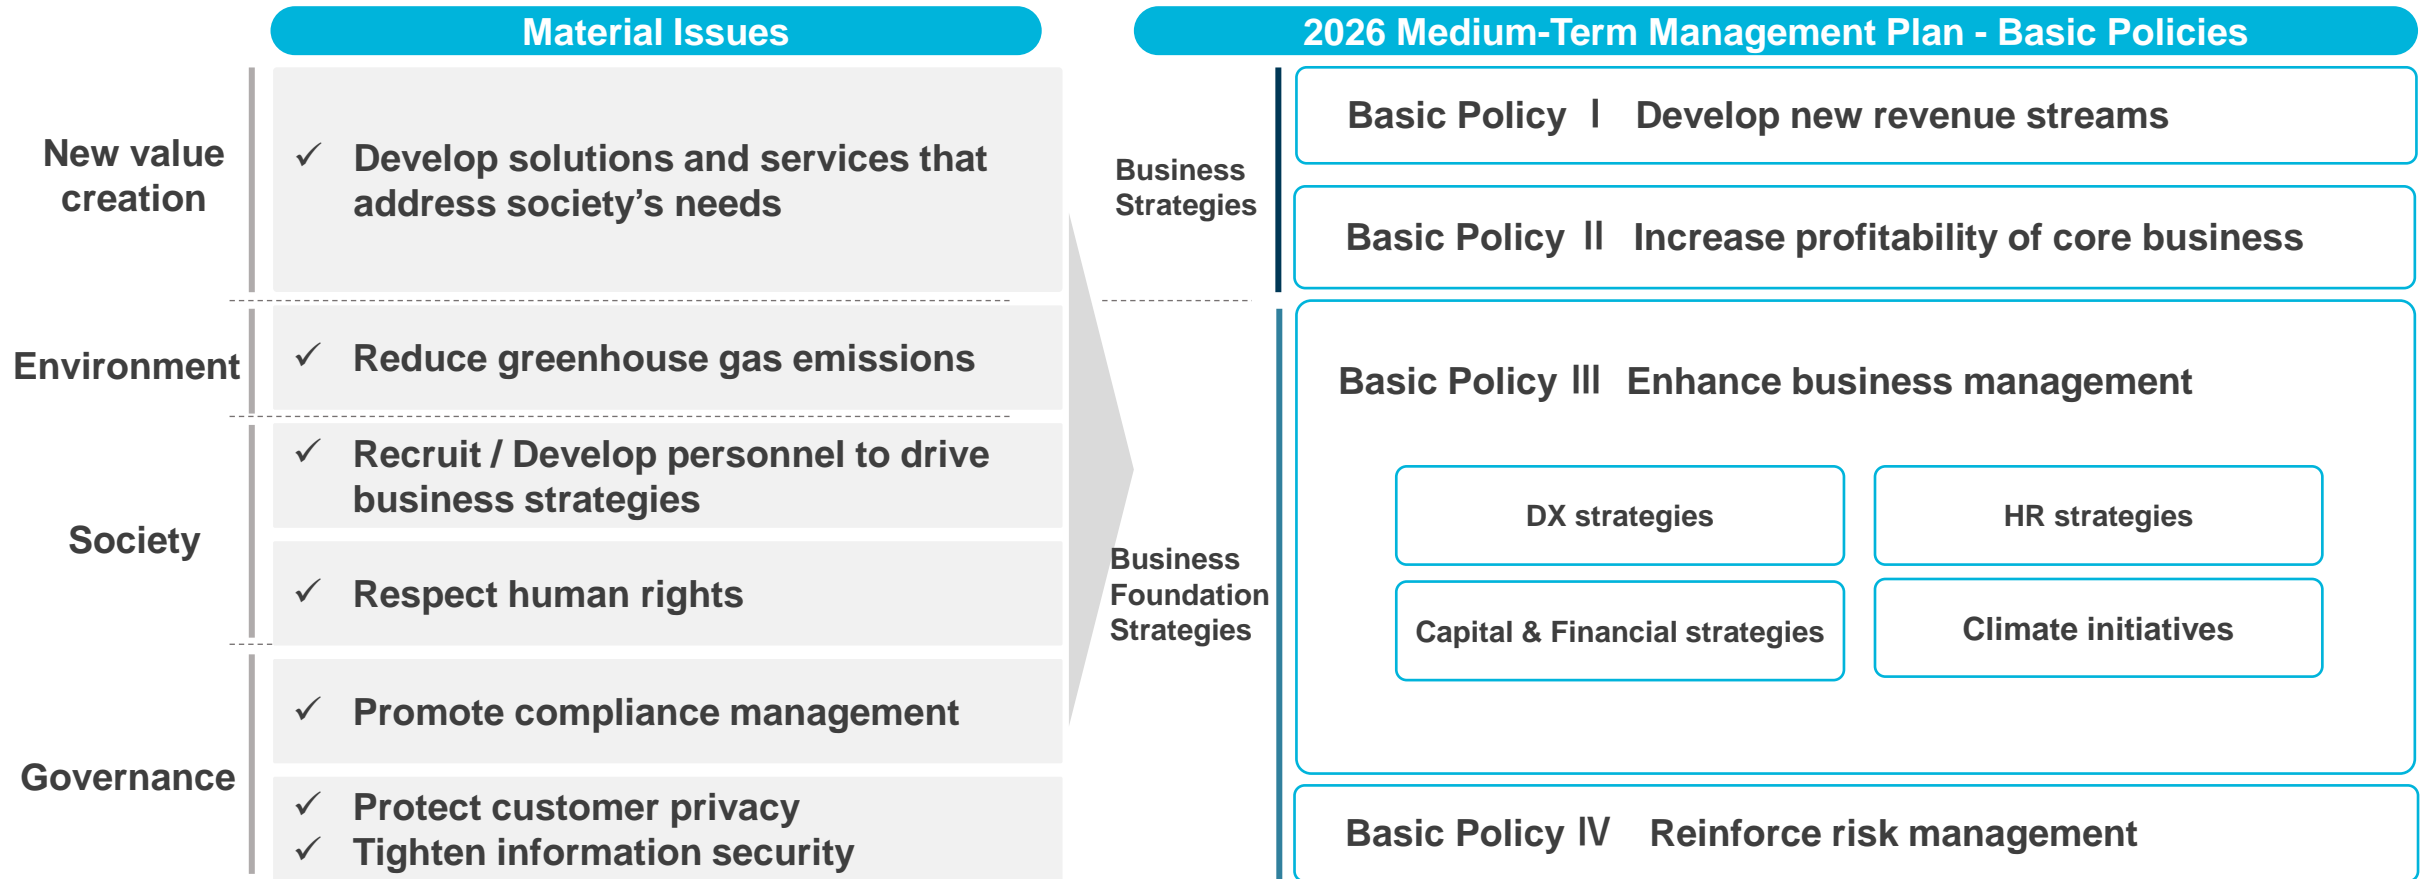 Material Issues
2026 Medium-Term Management Plan - Basic Policies
New value
creation
✓ Develop solutions and services that
address society’s needs
Environment
✓ Reduce greenhouse gas emissions
Society
✓ Recruit / Develop personnel to drive
business strategies
✓ Respect human rights
Governance
✓ Promote compliance management
✓ Protect customer privacy
✓ Tighten information security
Business
Strategies
Basic Policy Ⅰ Develop new revenue streams
Basic Policy Ⅱ Increase profitability of core business
Business
Foundation
Strategies
Basic Policy Ⅲ Enhance business management
DX strategies
HR strategies
Capital & Financial strategies
Climate initiatives
Basic Policy Ⅳ Reinforce risk management